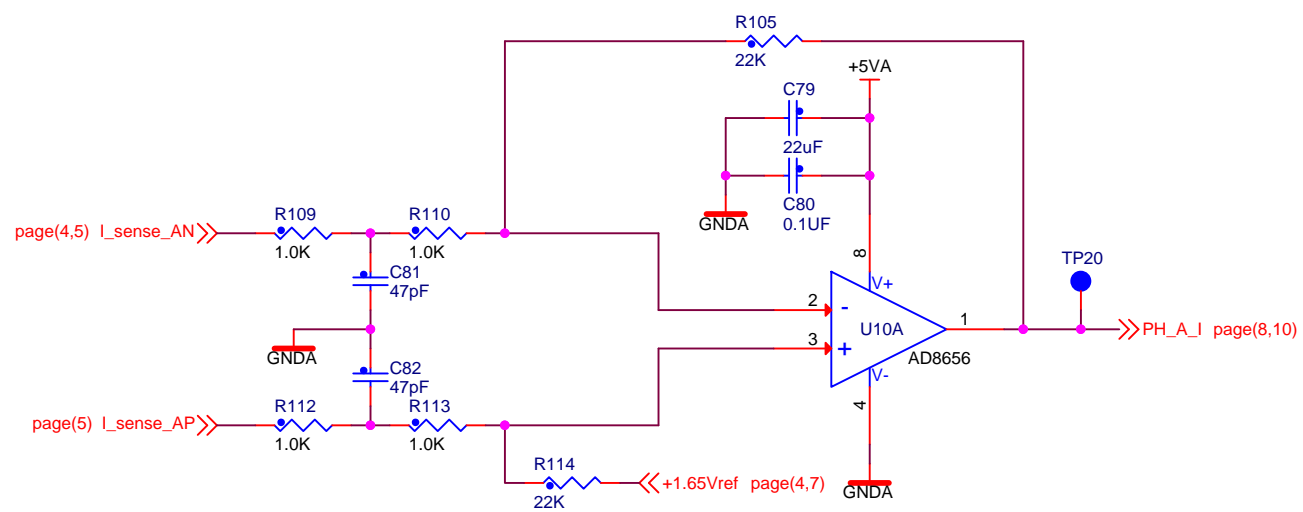 R105
22K
+5VA
C79
22uF
C80
0.1UF
GNDA
R109
R110
page(4,5) I_sense_AN
1.0K
1.0K
C81
47pF
GNDA
C82
47pF
8
V+
TP20
2
-
U10A
1
PH_A_I page(8,10)
3
+
AD8656
V-
4
R112
R113
page(5) I_sense_AP
1.0K
1.0K
R114
+1.65Vref page(4,7)
22K
GNDA